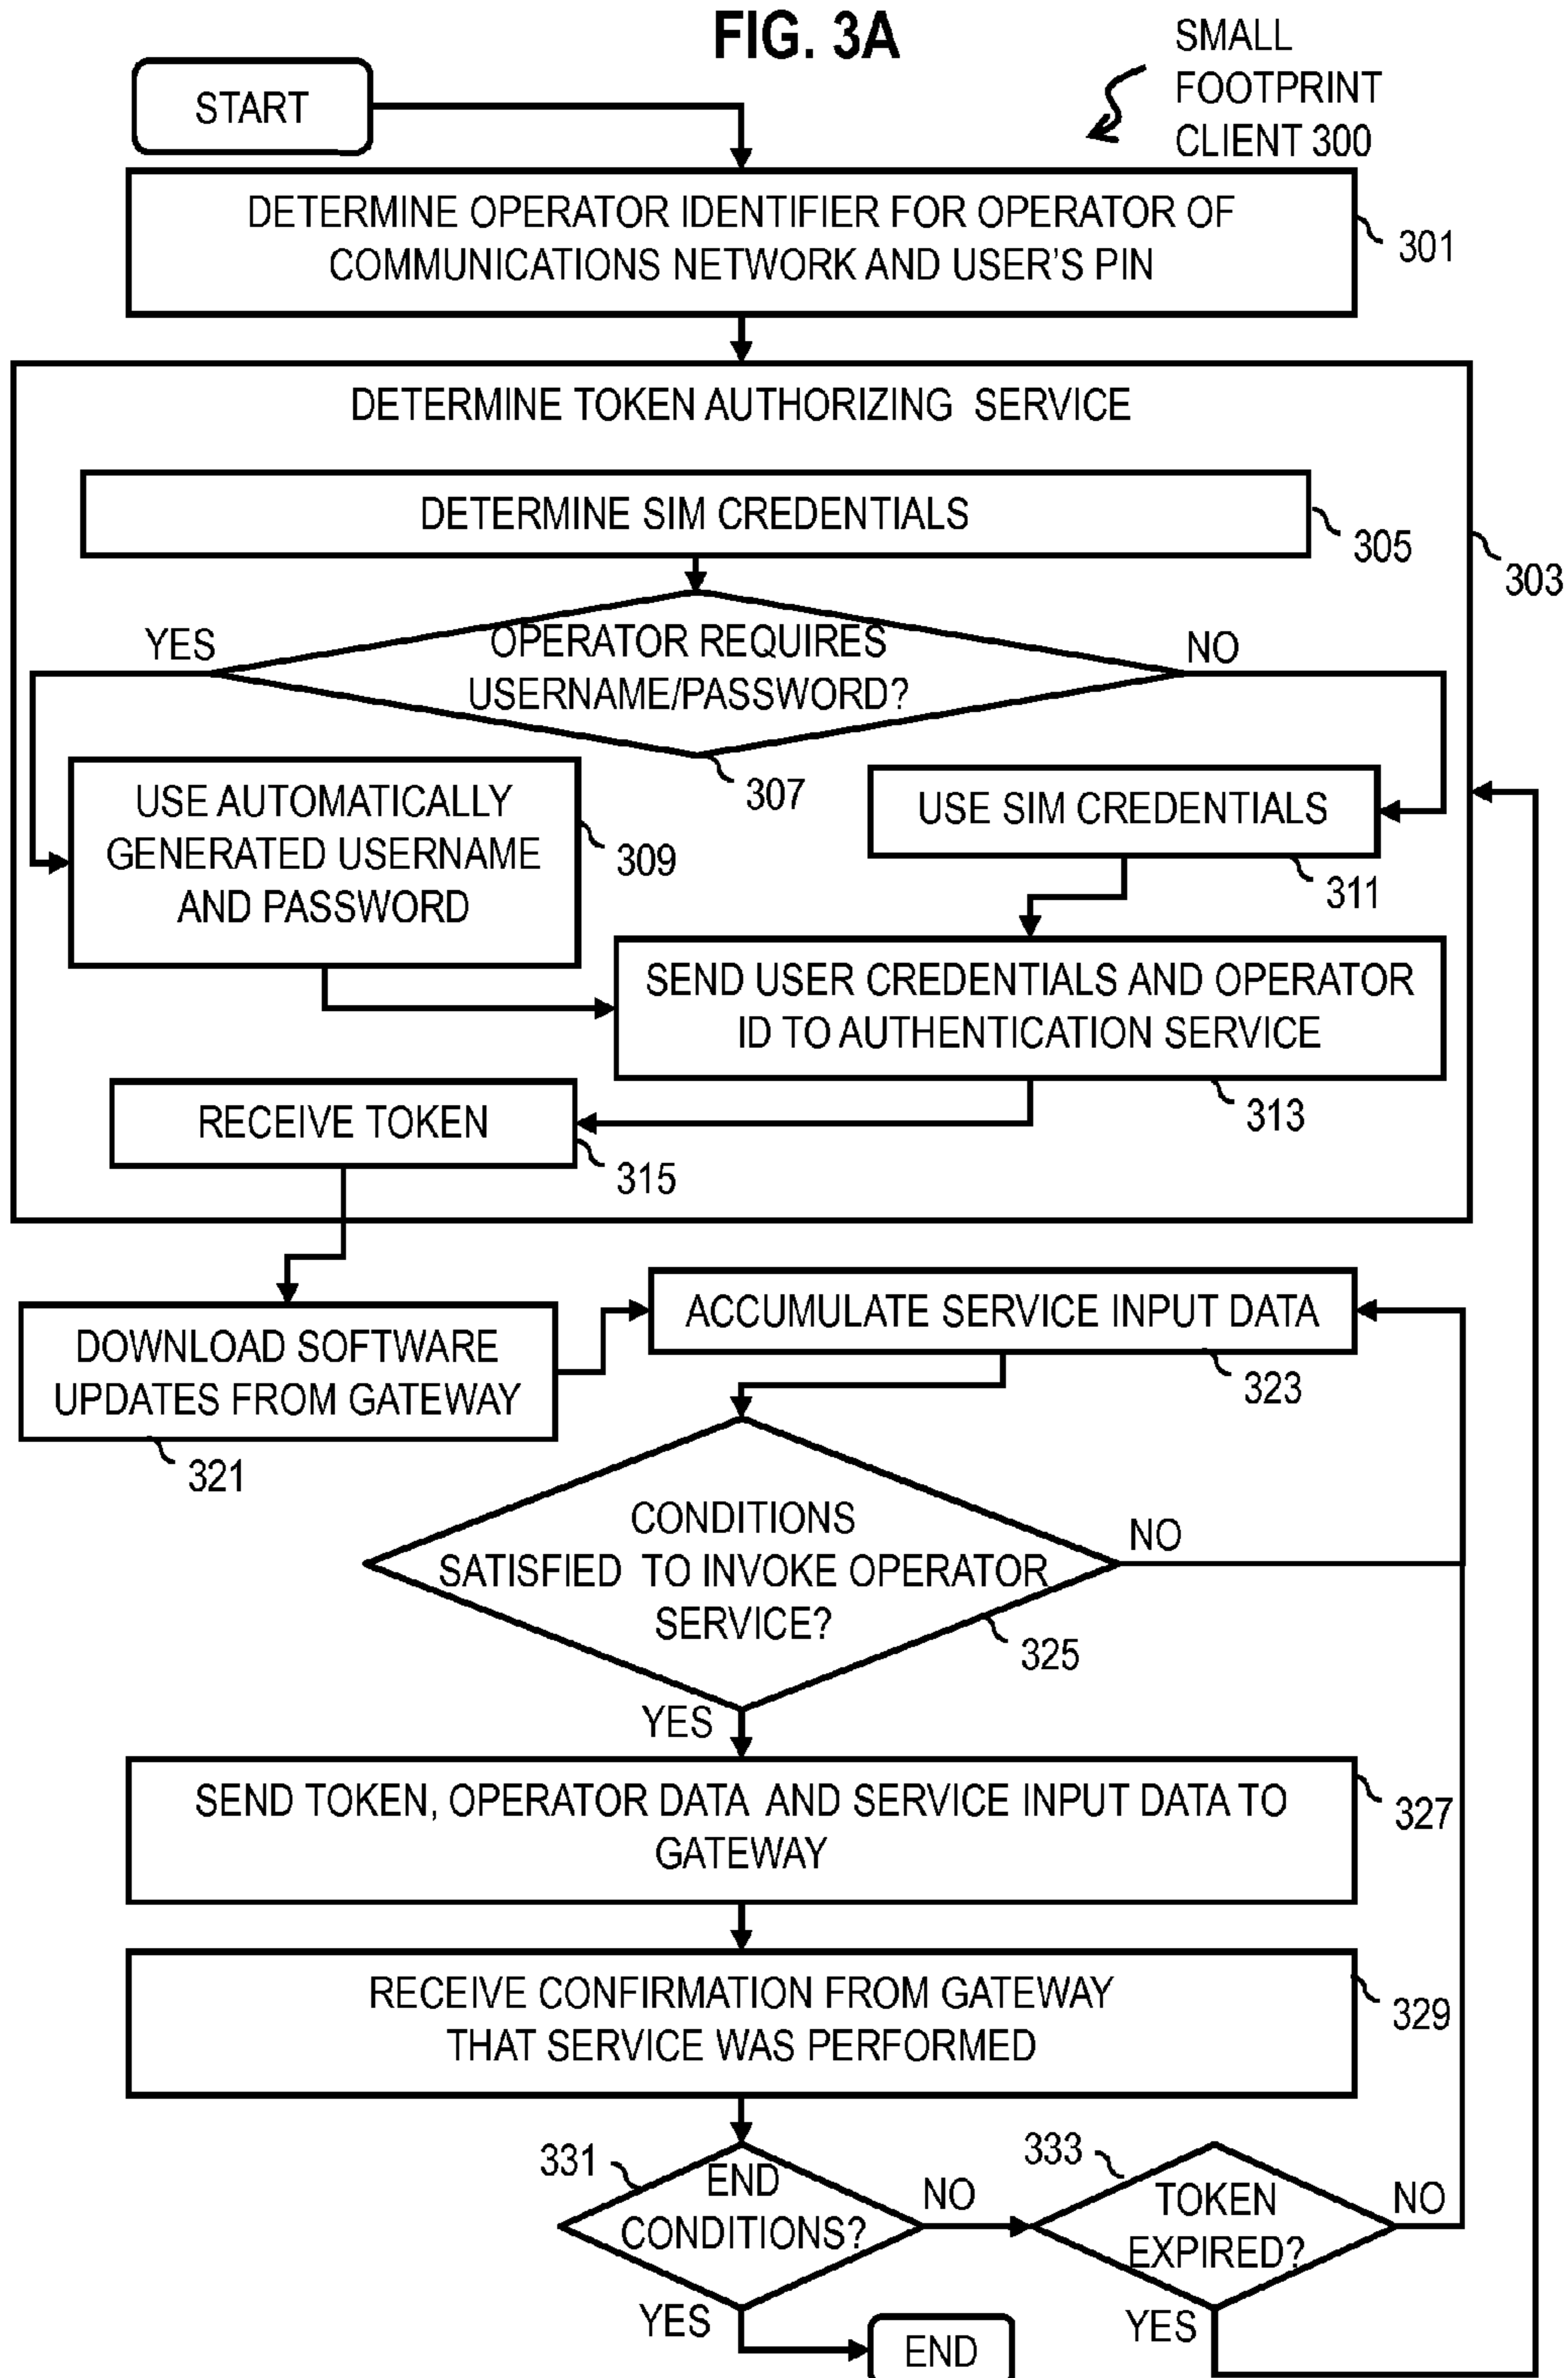 FIG. 3A
SMALL
FOOTPRINT
CLIENT 300
START
DETERMINE OPERATOR IDENTIFIER FOR OPERATOR OF
COMMUNICATIONS NETWORK AND USER'S PIN
301
DETERMINE TOKEN AUTHORIZING SERVICE
DETERMINE SIM CREDENTIALS
305
303
YES
OPERATOR REQUIRES
USERNAME/PASSWORD?
NO
307
USE AUTOMATICALLY
GENERATED USERNAME
AND PASSWORD
309
USE SIM CREDENTIALS
311
SEND USER CREDENTIALS AND OPERATOR
ID TO AUTHENTICATION SERVICE
313
RECEIVE TOKEN
315
DOWNLOAD SOFTWARE
UPDATES FROM GATEWAY
321
ACCUMULATE SERVICE INPUT DATA
323
CONDITIONS
SATISFIED TO INVOKE OPERATOR
SERVICE?
NO
325
YES
SEND TOKEN, OPERATOR DATA AND SERVICE INPUT DATA TO
GATEWAY
327
RECEIVE CONFIRMATION FROM GATEWAY
THAT SERVICE WAS PERFORMED
329
331
END
CONDITIONS?
NO
333
TOKEN
EXPIRED?
NO
YES
END
YES